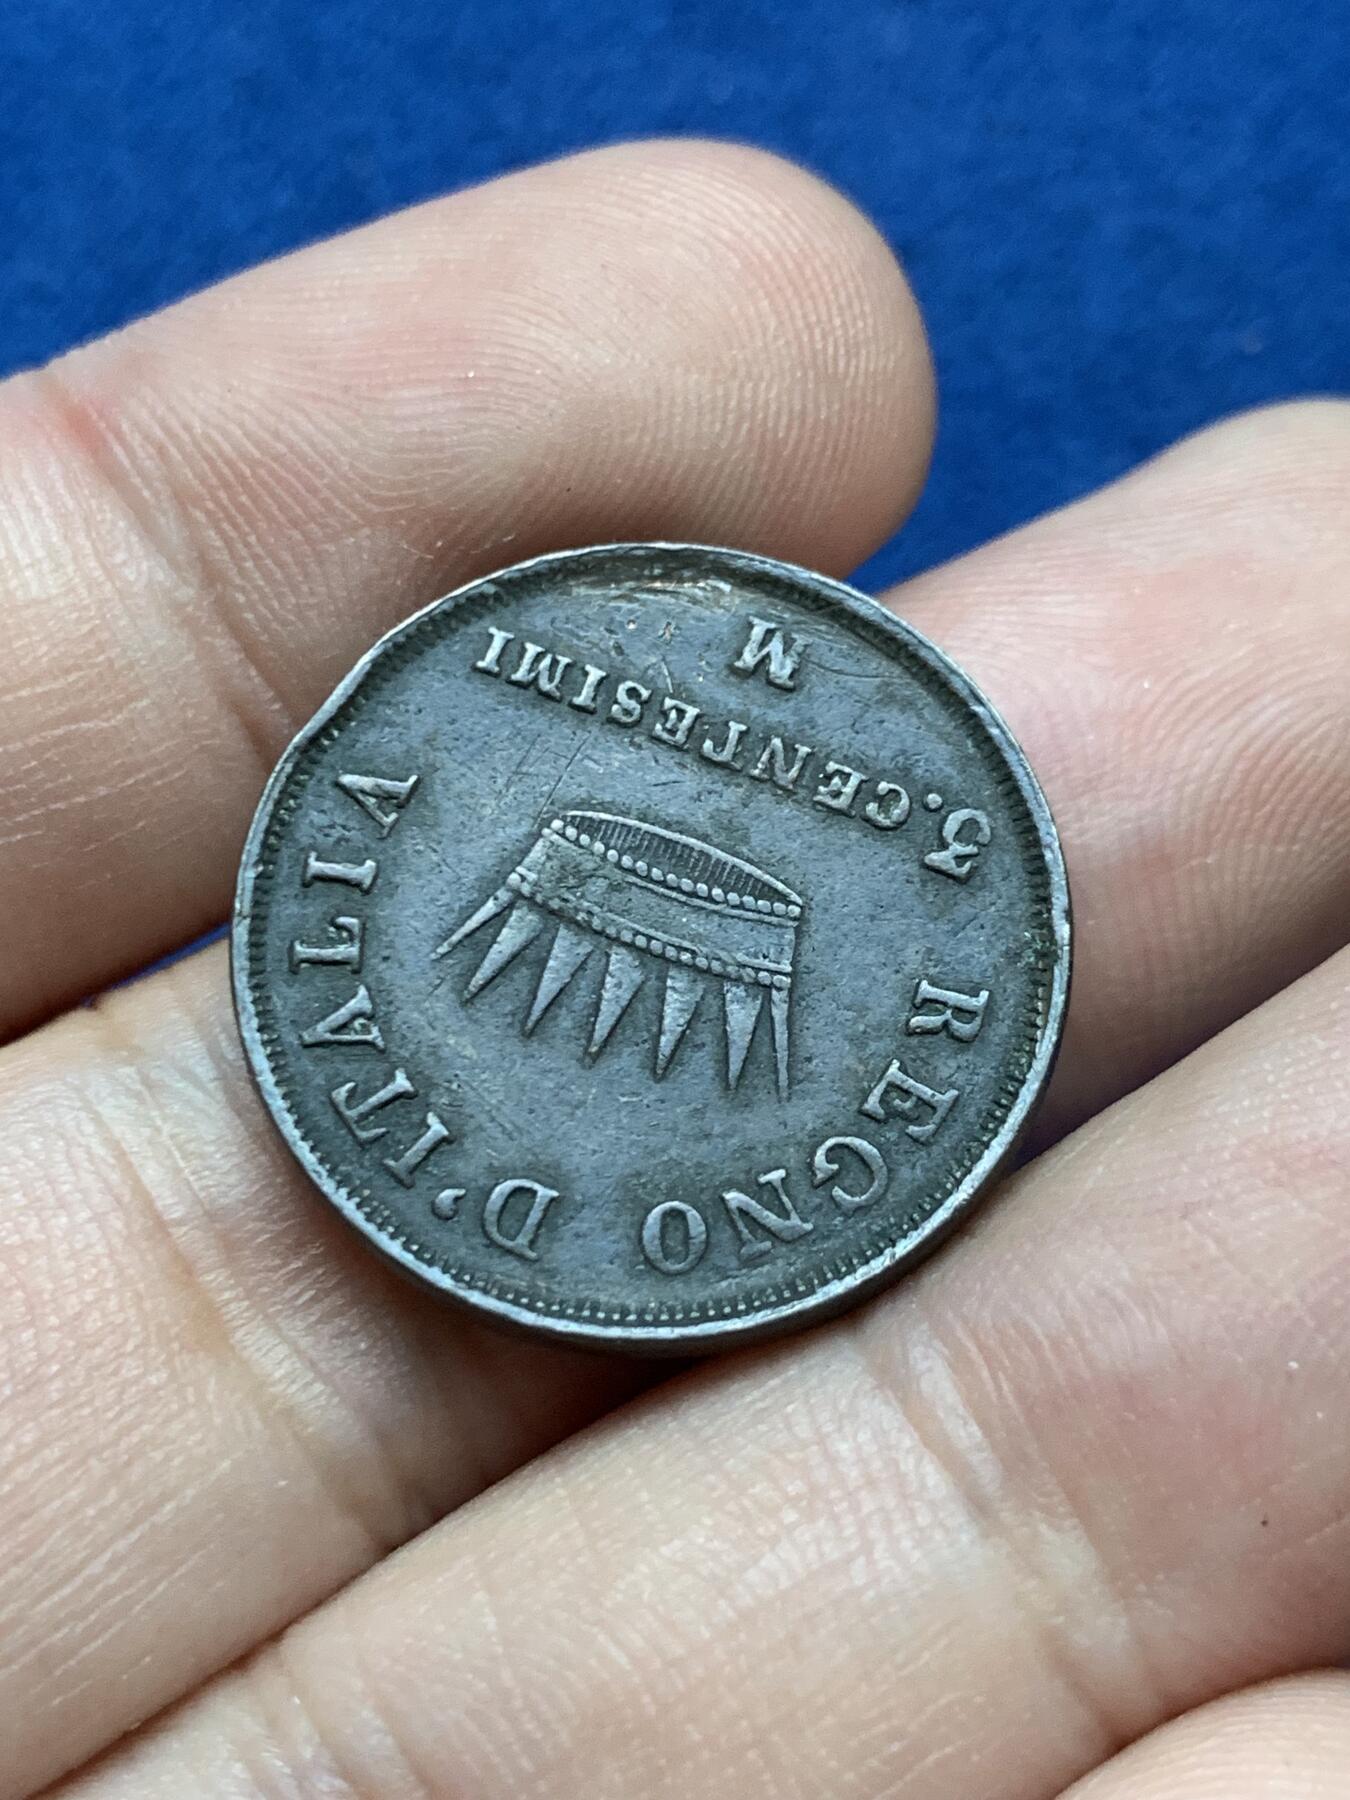 REGNO D'ITALIA
3.CENTESIMI
M